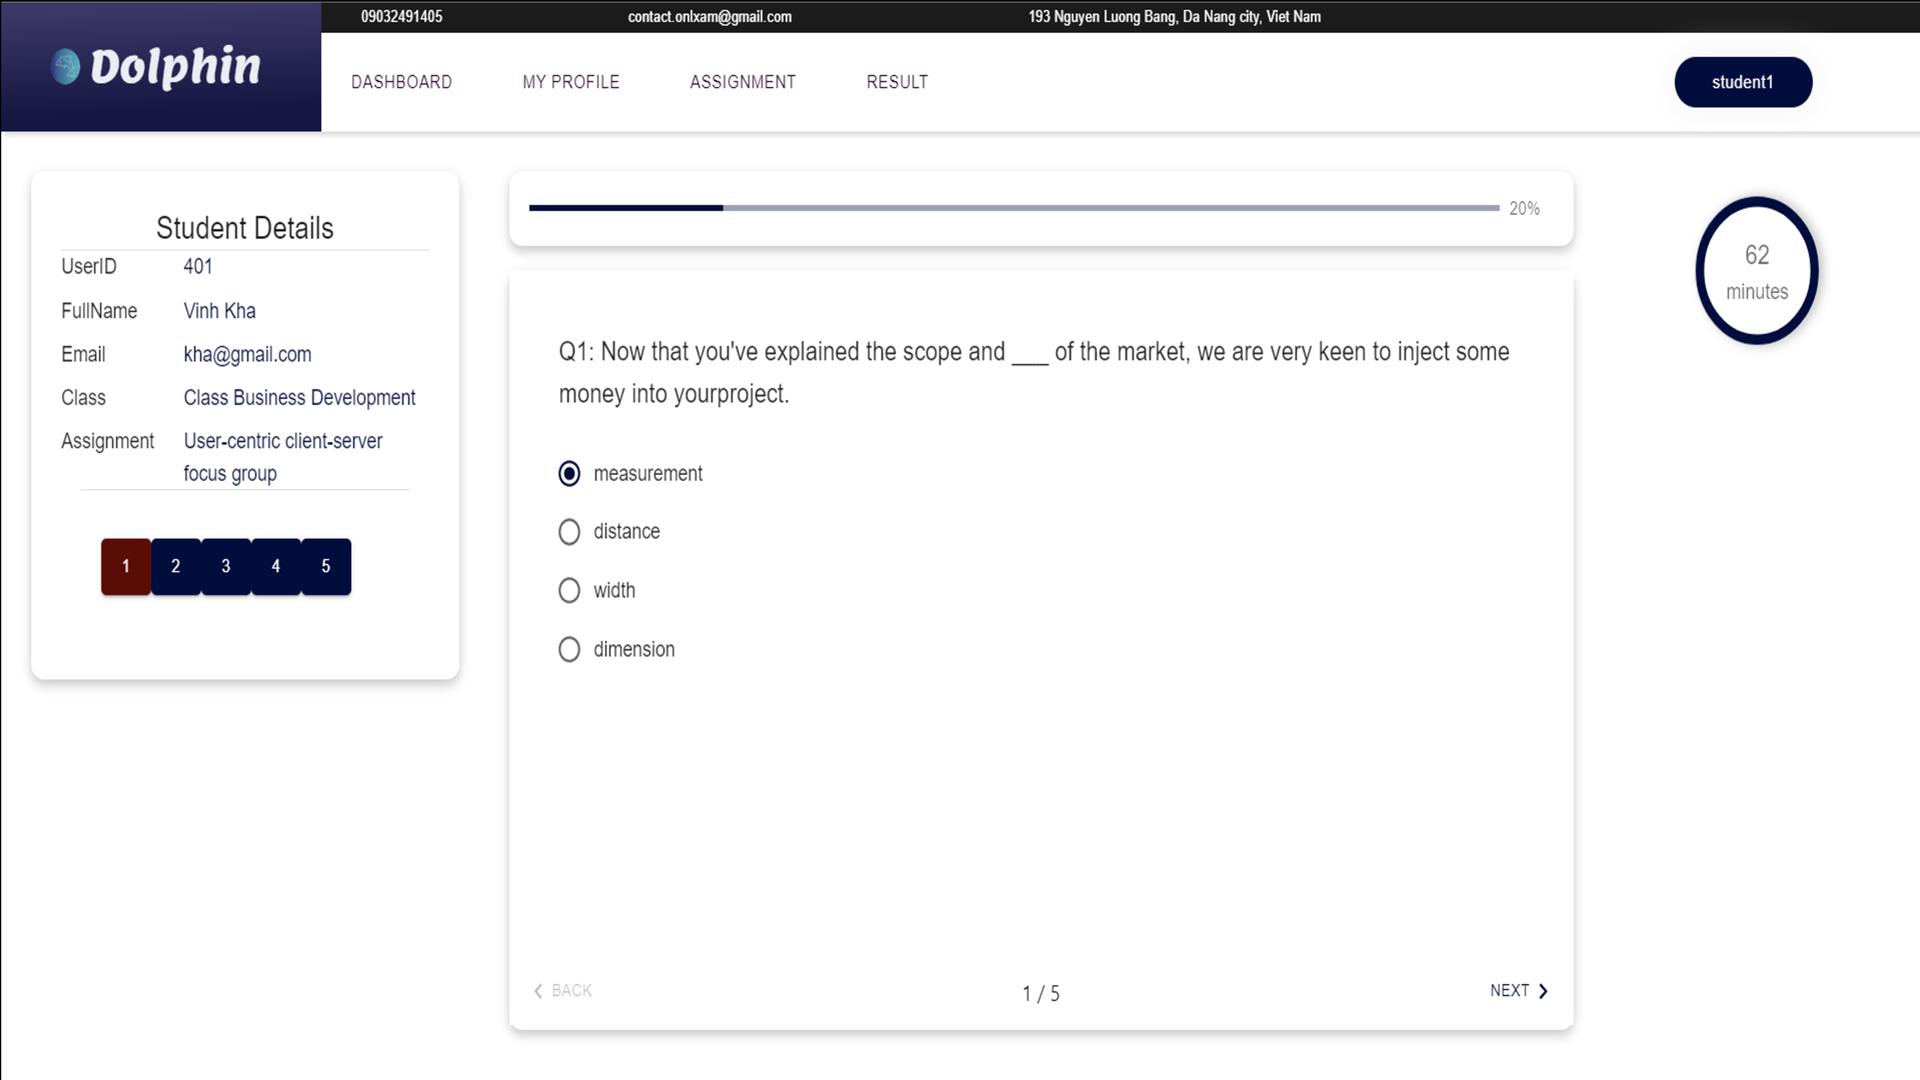 09032491405 contact.onlxam@gmail.com 193 Nguyen Luong Bang, Da Nang city, Viet Nam
Dolphin
DASHBOARD MY PROFILE ASSIGNMENT RESULT student1
Student Details
UserID 401
FullName Vinh Kha
Email kha@gmail.com
Class Class Business Development
Assignment User-centric client-server
focus group
1 2 3 4 5
20%
Q1: Now that you've explained the scope and ___ of the market, we are very keen to inject some
money into yourproject.
measurement
distance
width
dimension
BACK 1 / 5 NEXT
62
minutes